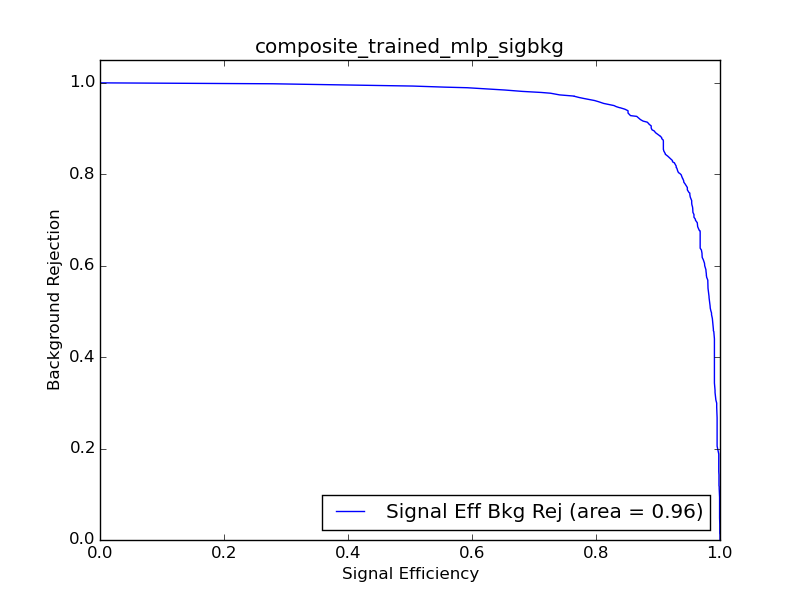 composite_trained_mlp_sigbkg
1.0
0.8
0.6
0.4
0.2
0.0
Background Rejection
Signal Eff Bkg Rej (area = 0.96)
0.0 0.2 0.4 0.6 0.8 1.0
Signal Efficiency